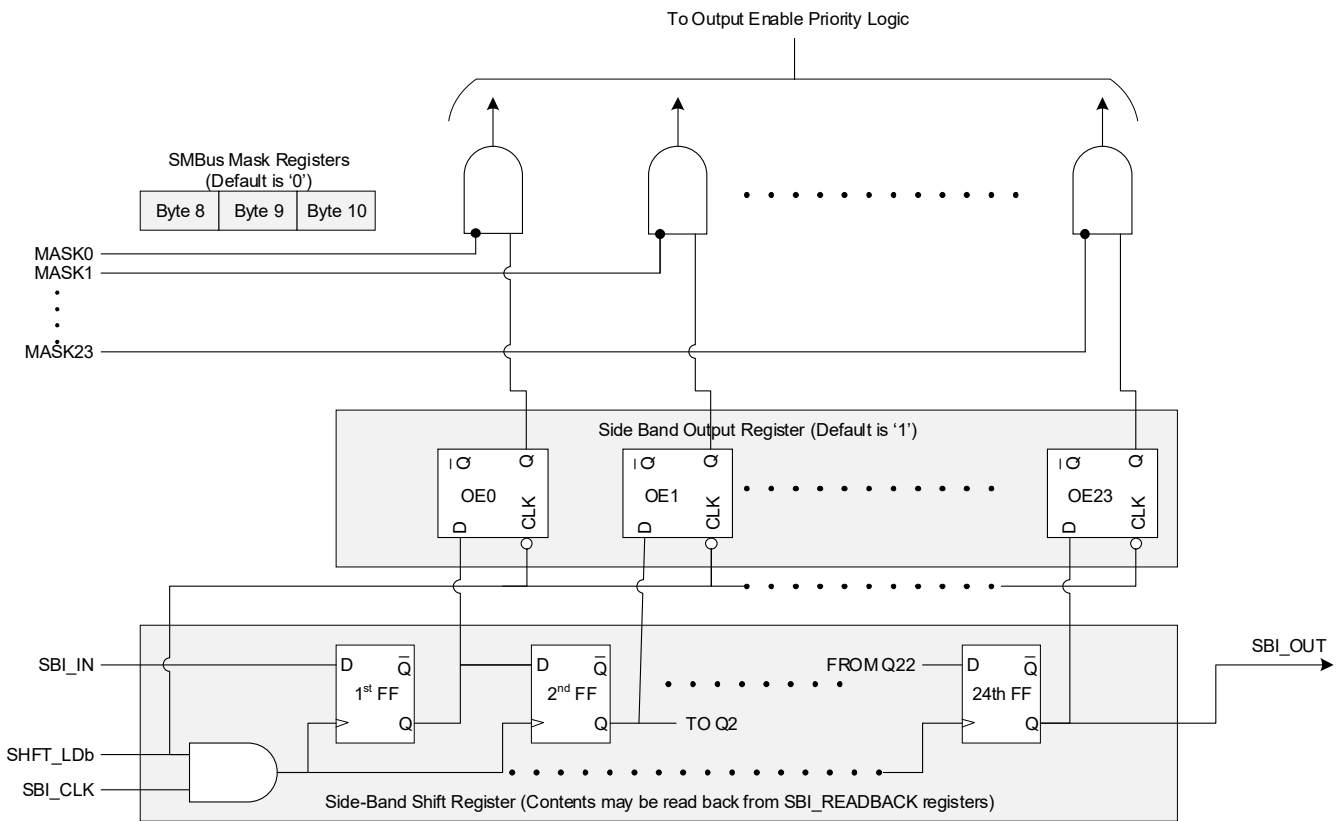 To Output Enable Priority Logic
SMBus Mask Registers
(Default is ‘0’)
Byte 8 Byte 9 Byte 10
MASK0
MASK1
MASK23
Side Band Output Register (Default is ‘1’)
Q̅ Q Q̅ Q Q̅ Q
OE0 OE1 OE23
D CLK D CLK D CLK
SBI_IN D Q̅ D Q̅ FROM Q22 D Q̅ SBI_OUT
1st FF 2nd FF 24th FF
Q Q TO Q2 Q
SHFT_LDb
SBI_CLK
Side-Band Shift Register (Contents may be read back from SBI_READBACK registers)